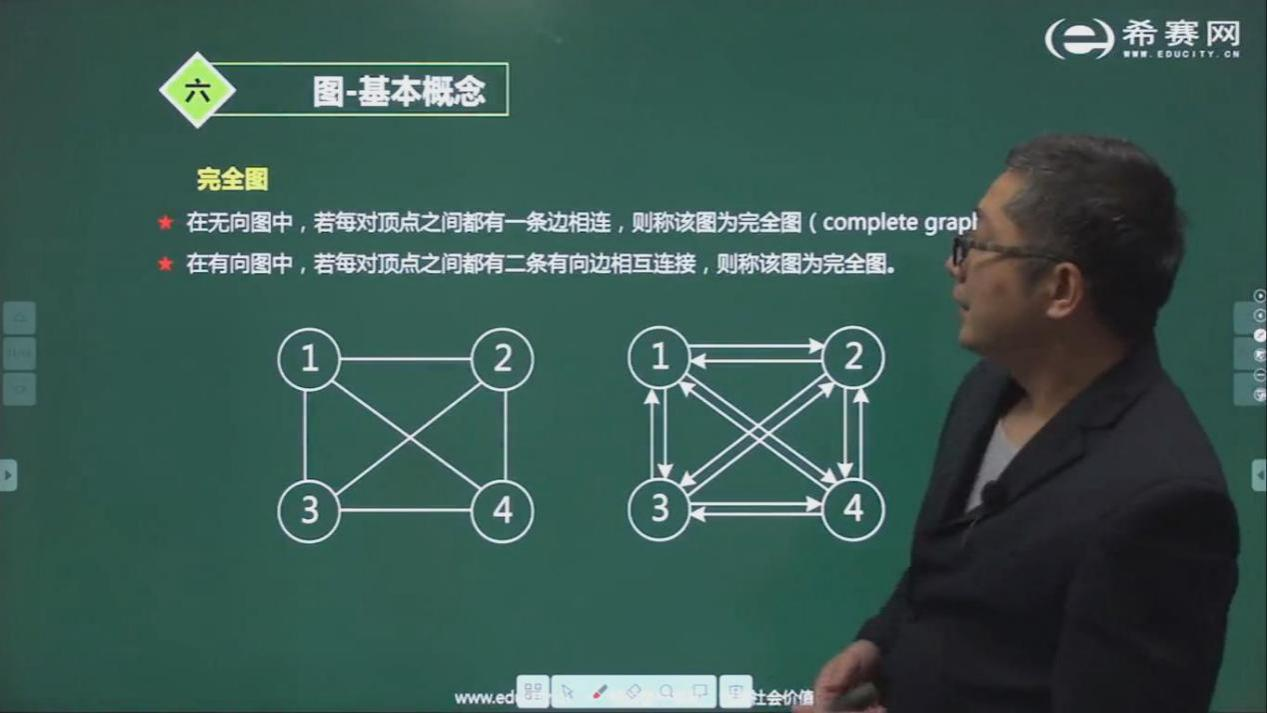 希赛网
WWW.EDUCITY.CN
六
图-基本概念
完全图
★ 在无向图中，若每对顶点之间都有一条边相连，则称该图为完全图（complete graph
★ 在有向图中，若每对顶点之间都有二条有向边相互连接，则称该图为完全图。
1 2 1 2
3 4 3 4
www.edu
社会价值